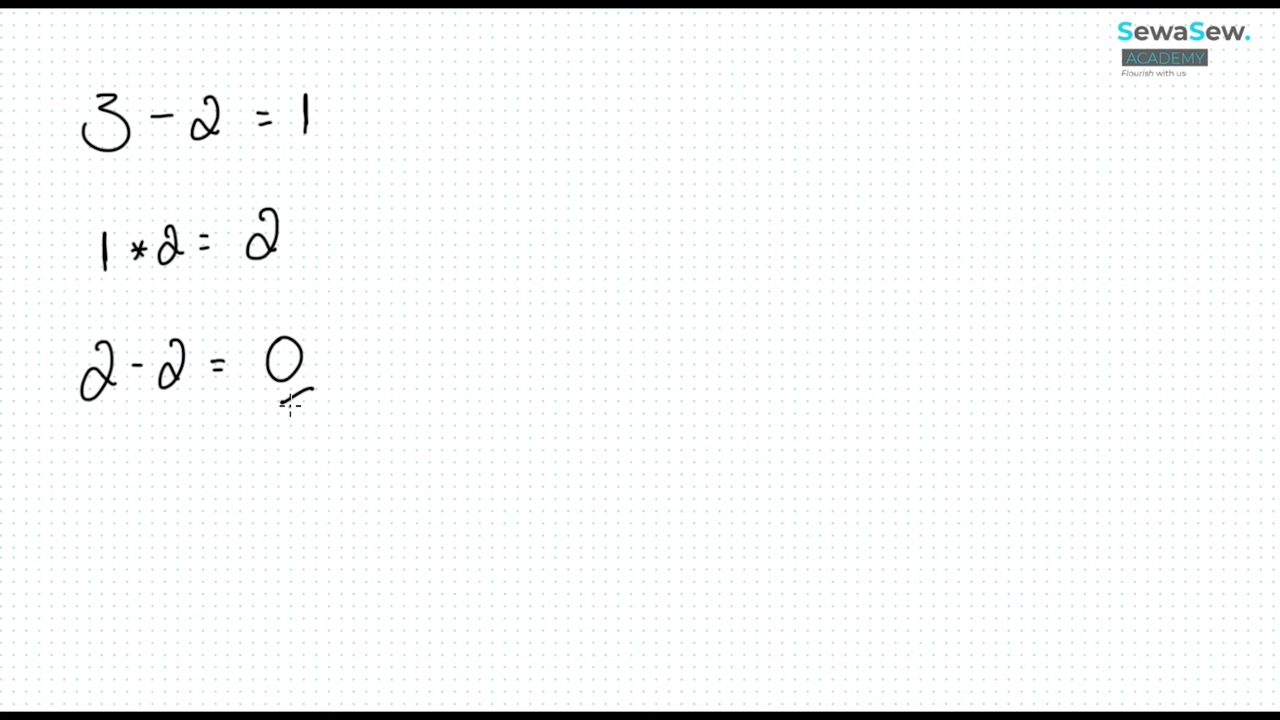 SewaSew.
ACADEMY
Flourish with us
3 - 2 = 1
1 * 2 = 2
2 - 2 = 0